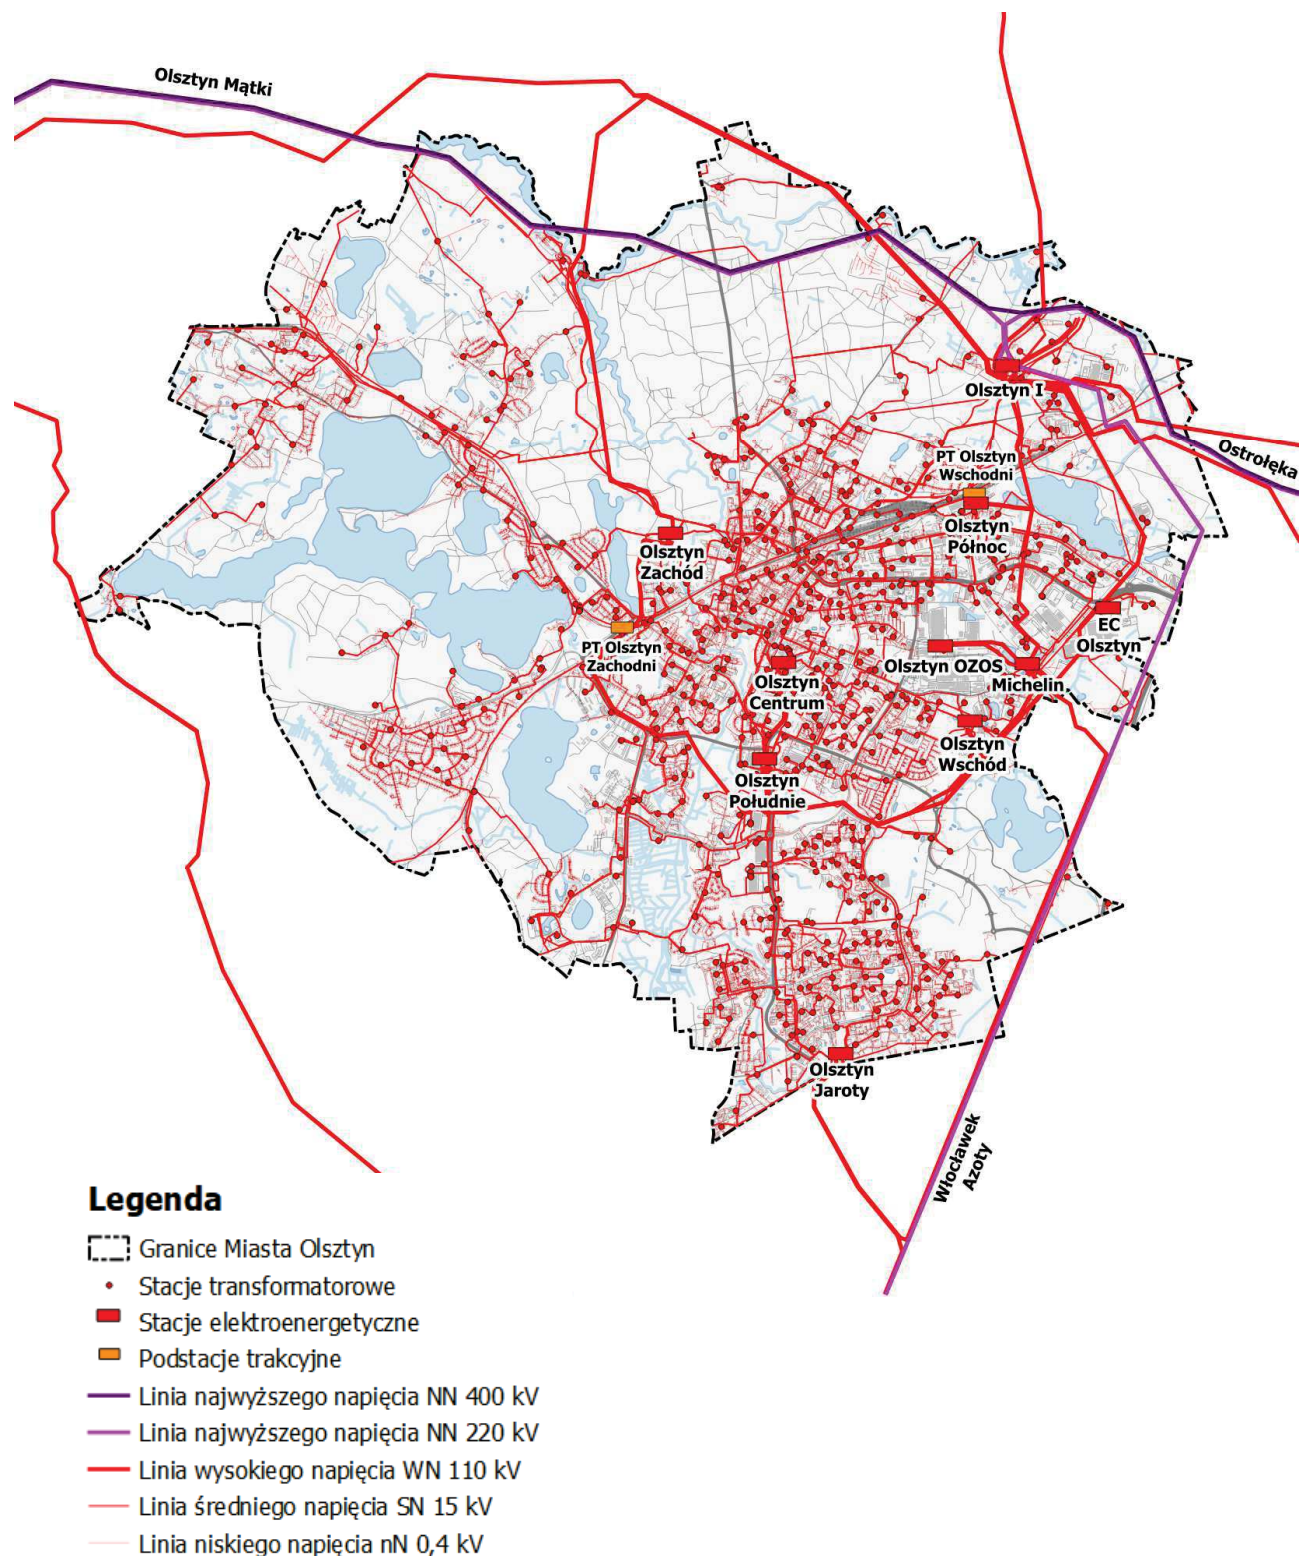 Olsztyn Mątki
Olsztyn I
Ostrołęka
PT Olsztyn
Wschodni
Olsztyn
Północ
Olsztyn
Zachód
EC
Olsztyn
PT Olsztyn
Zachodni
Olsztyn OZOS
Michelin
Olsztyn
Centrum
Olsztyn
Wschód
Olsztyn
Południe
Olsztyn
Jaroty
Włocławek
Azoty
Legenda
Granice Miasta Olsztyn
Stacje transformatorowe
Stacje elektroenergetyczne
Podstacje trakcyjne
Linia najwyższego napięcia NN 400 kV
Linia najwyższego napięcia NN 220 kV
Linia wysokiego napięcia WN 110 kV
Linia średniego napięcia SN 15 kV
Linia niskiego napięcia nN 0,4 kV